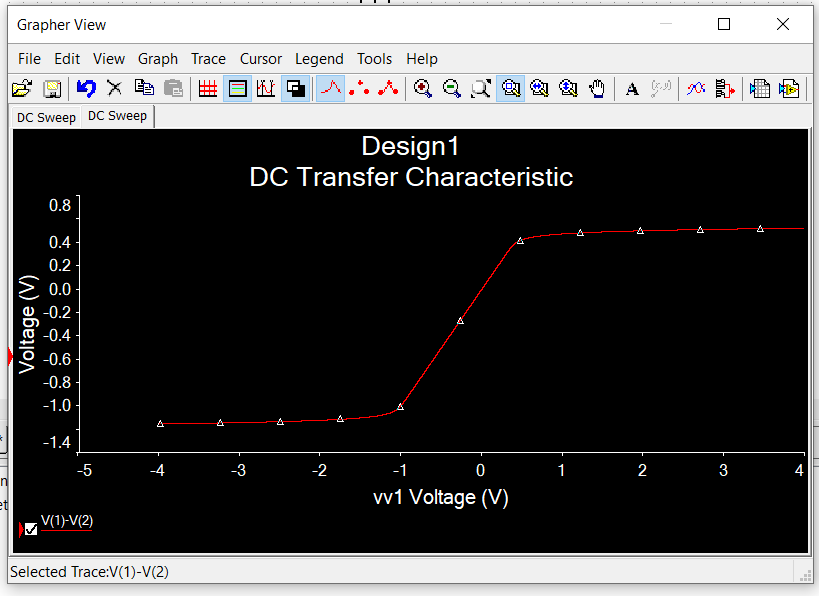 Grapher View
File Edit View Graph Trace Cursor Legend Tools Help
A
DC Sweep DC Sweep
Design1
DC Transfer Characteristic
Voltage (V)
0.8
0.4
0.2
0.0
-0.2
-0.4
-0.6
-0.8
-1.0
-1.4
-5 -4 -3 -2 -1 0 1 2 3 4
vv1 Voltage (V)
V(1)-V(2)
Selected Trace:V(1)-V(2)